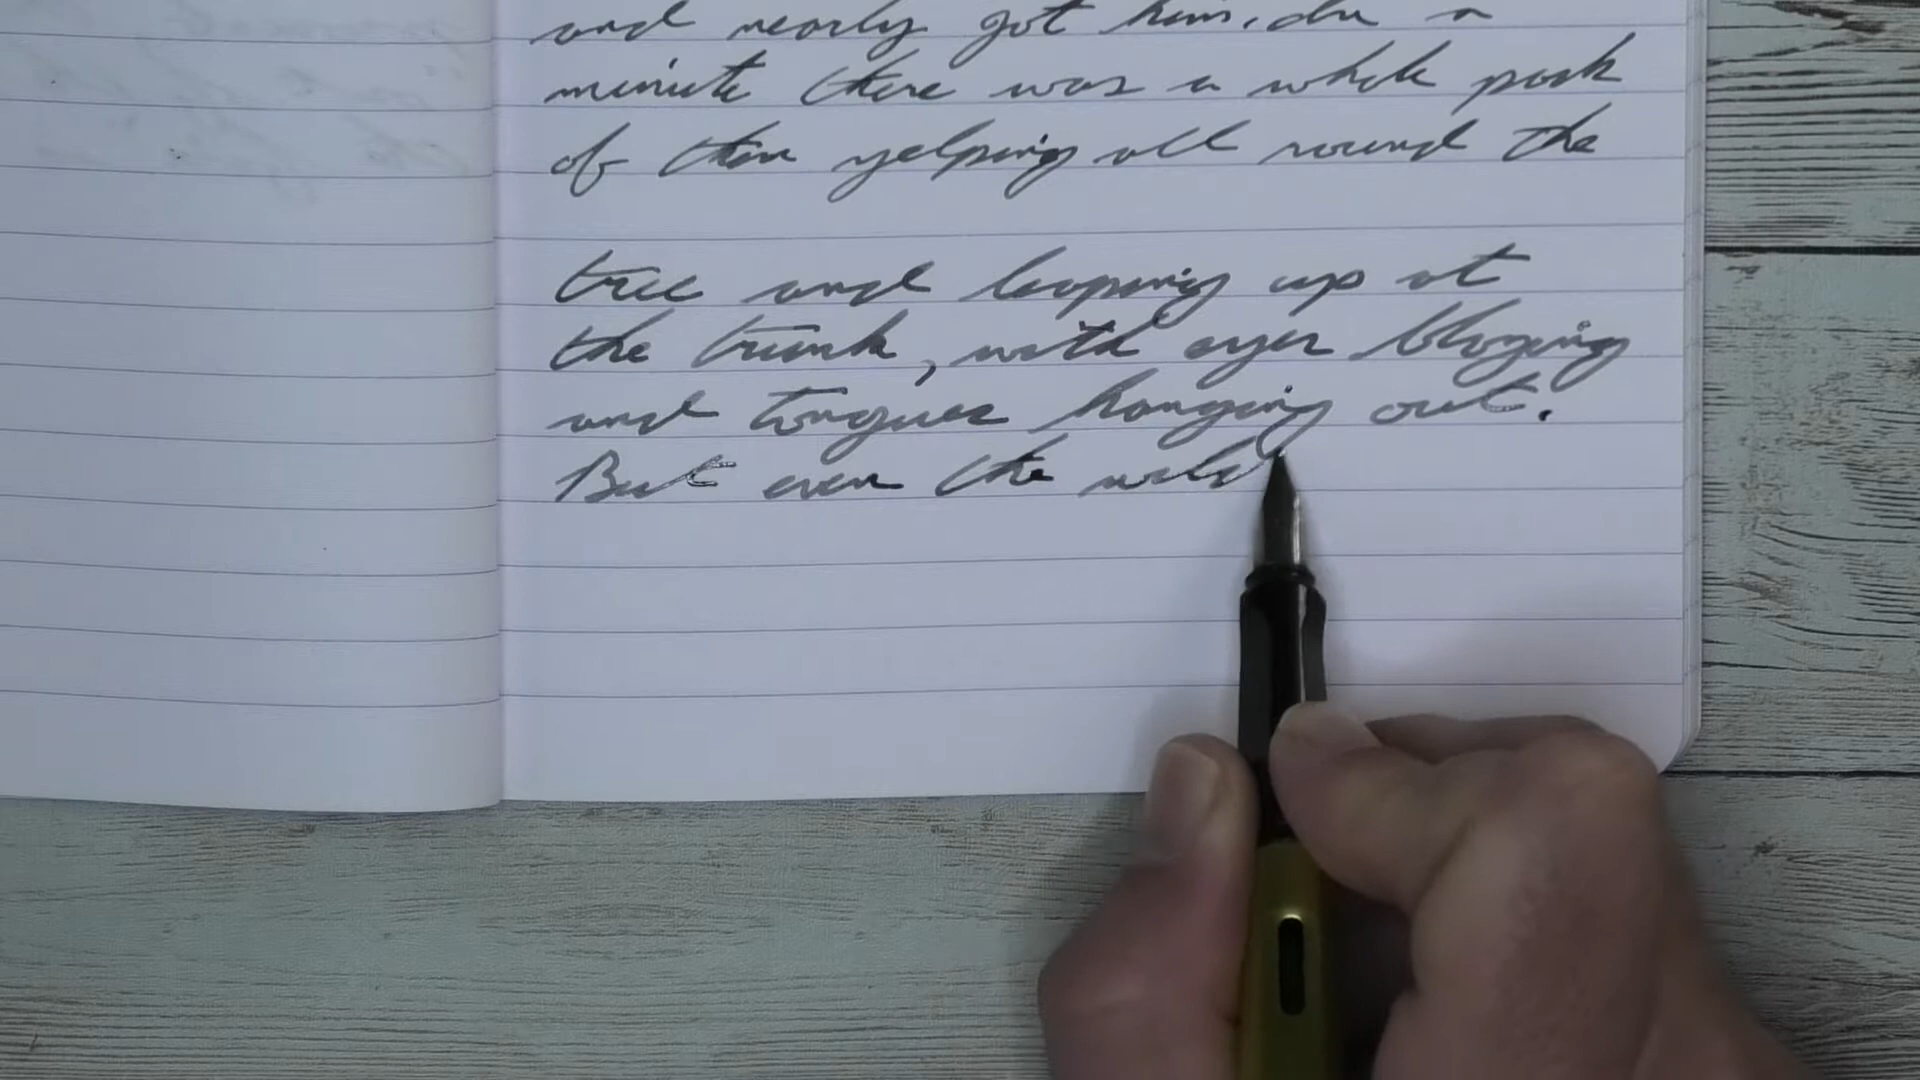 and nearly got him. In a
minute there was a whole pack
of them yelping all round the
tree and leaping up at
the trunk, with eyes blazing
and tongues hanging out.
But even the wild